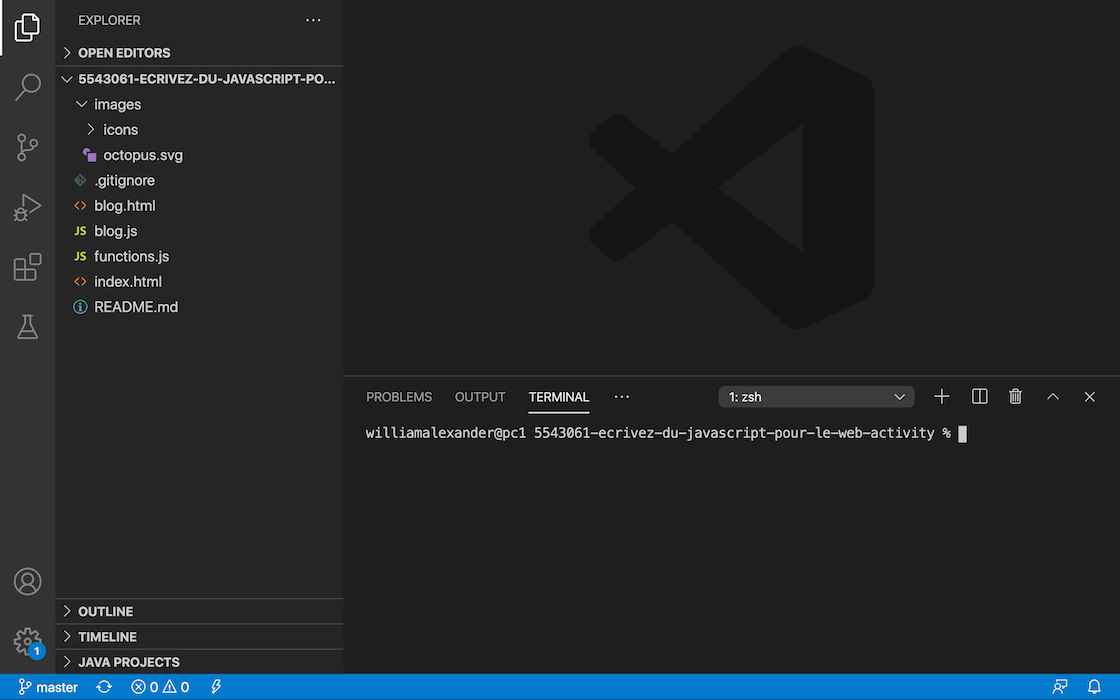 EXPLORER
OPEN EDITORS
5543061-ECRIVEZ-DU-JAVASCRIPT-PO...
images
icons
octopus.svg
.gitignore
blog.html
JS blog.js
JS functions.js
index.html
README.md
OUTLINE
TIMELINE
JAVA PROJECTS
PROBLEMS OUTPUT TERMINAL 1: zsh
williamalexander@pc1 5543061-ecrivez-du-javascript-pour-le-web-activity %
1
master 0 0